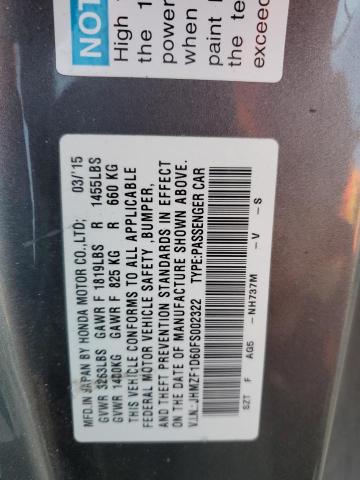 NOT
High
the 1
power
when
paint
the te
exceed
MFD.IN JAPAN BY HONDA MOTOR CO.,LTD; 03/'15
GVWR 3263LBS GAWR F 1819LBS R 1455LBS
GVWR 1480KG GAWR F 825 KG R 660 KG
THIS VEHICLE CONFORMS TO ALL APPLICABLE
FEDERAL MOTOR VEHICLE SAFETY ,BUMPER,
AND THEFT PREVENTION STANDARDS IN EFFECT
ON THE DATE OF MANUFACTURE SHOWN ABOVE.
V.I.N.:JHMZF1D60FS002322 TYPE:PASSENGER CAR
SZT F AG5 -NH737M -V -S